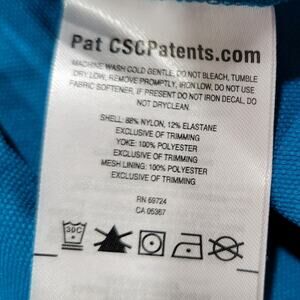 Pat CSCPatents.com
MACHINE WASH COLD GENTLE, DO NOT BLEACH, TUMBLE
DRY LOW, REMOVE PROMPTLY, IRON LOW, DO NOT USE
FABRIC SOFTENER, IF PRESENT DO NOT IRON DECAL, DO
NOT DRYCLEAN.
SHELL: 88% NYLON, 12% ELASTANE
EXCLUSIVE OF TRIMMING
YOKE: 100% POLYESTER
EXCLUSIVE OF TRIMMING
MESH LINING: 100% POLYESTER
EXCLUSIVE OF TRIMMING
RN 69724
CA 05367
30C